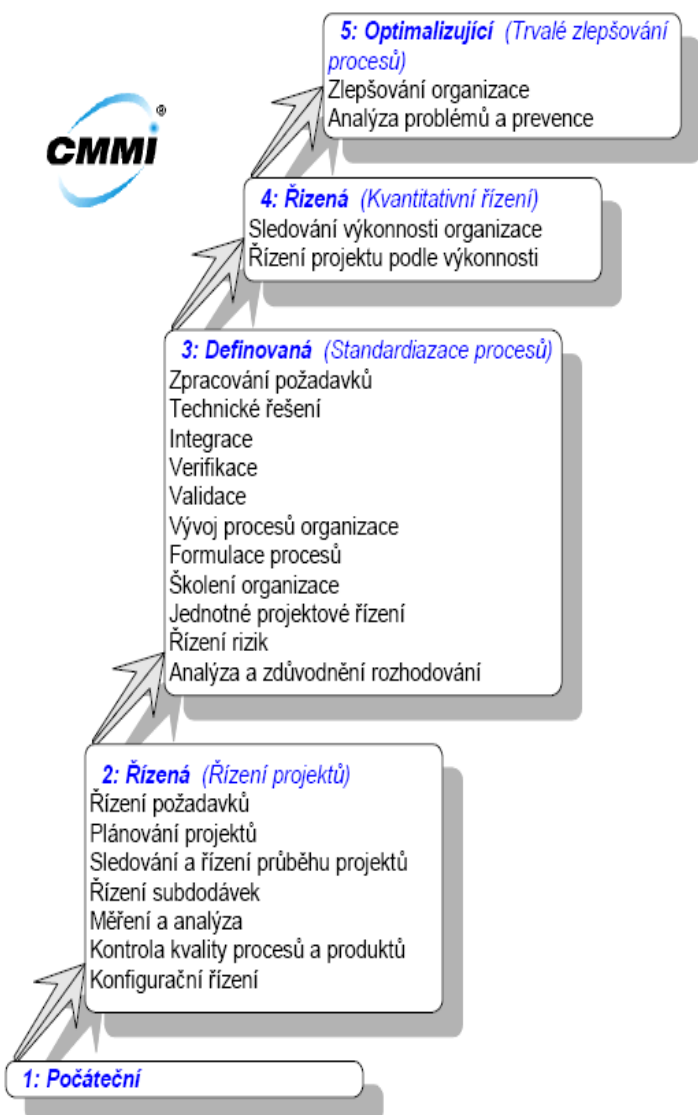 5: Optimalizující (Trvalé zlepšování
procesů)
Zlepšování organizace
Analýza problémů a prevence
CMMI®
4: Řizená (Kvantitativní řízení)
Sledování výkonnosti organizace
Řízení projektu podle výkonnosti
3: Definovaná (Standardiazace procesů)
Zpracování požadavků
Technické řešení
Integrace
Verifikace
Validace
Vývoj procesů organizace
Formulace procesů
Školení organizace
Jednotné projektové řízení
Řízení rizik
Analýza a zdůvodnění rozhodování
2: Řízená (Řízení projektů)
Řízení požadavků
Plánování projektů
Sledování a řízení průběhu projektů
Řízení subdodávek
Měření a analýza
Kontrola kvality procesů a produktů
Konfigurační řízení
1: Počáteční